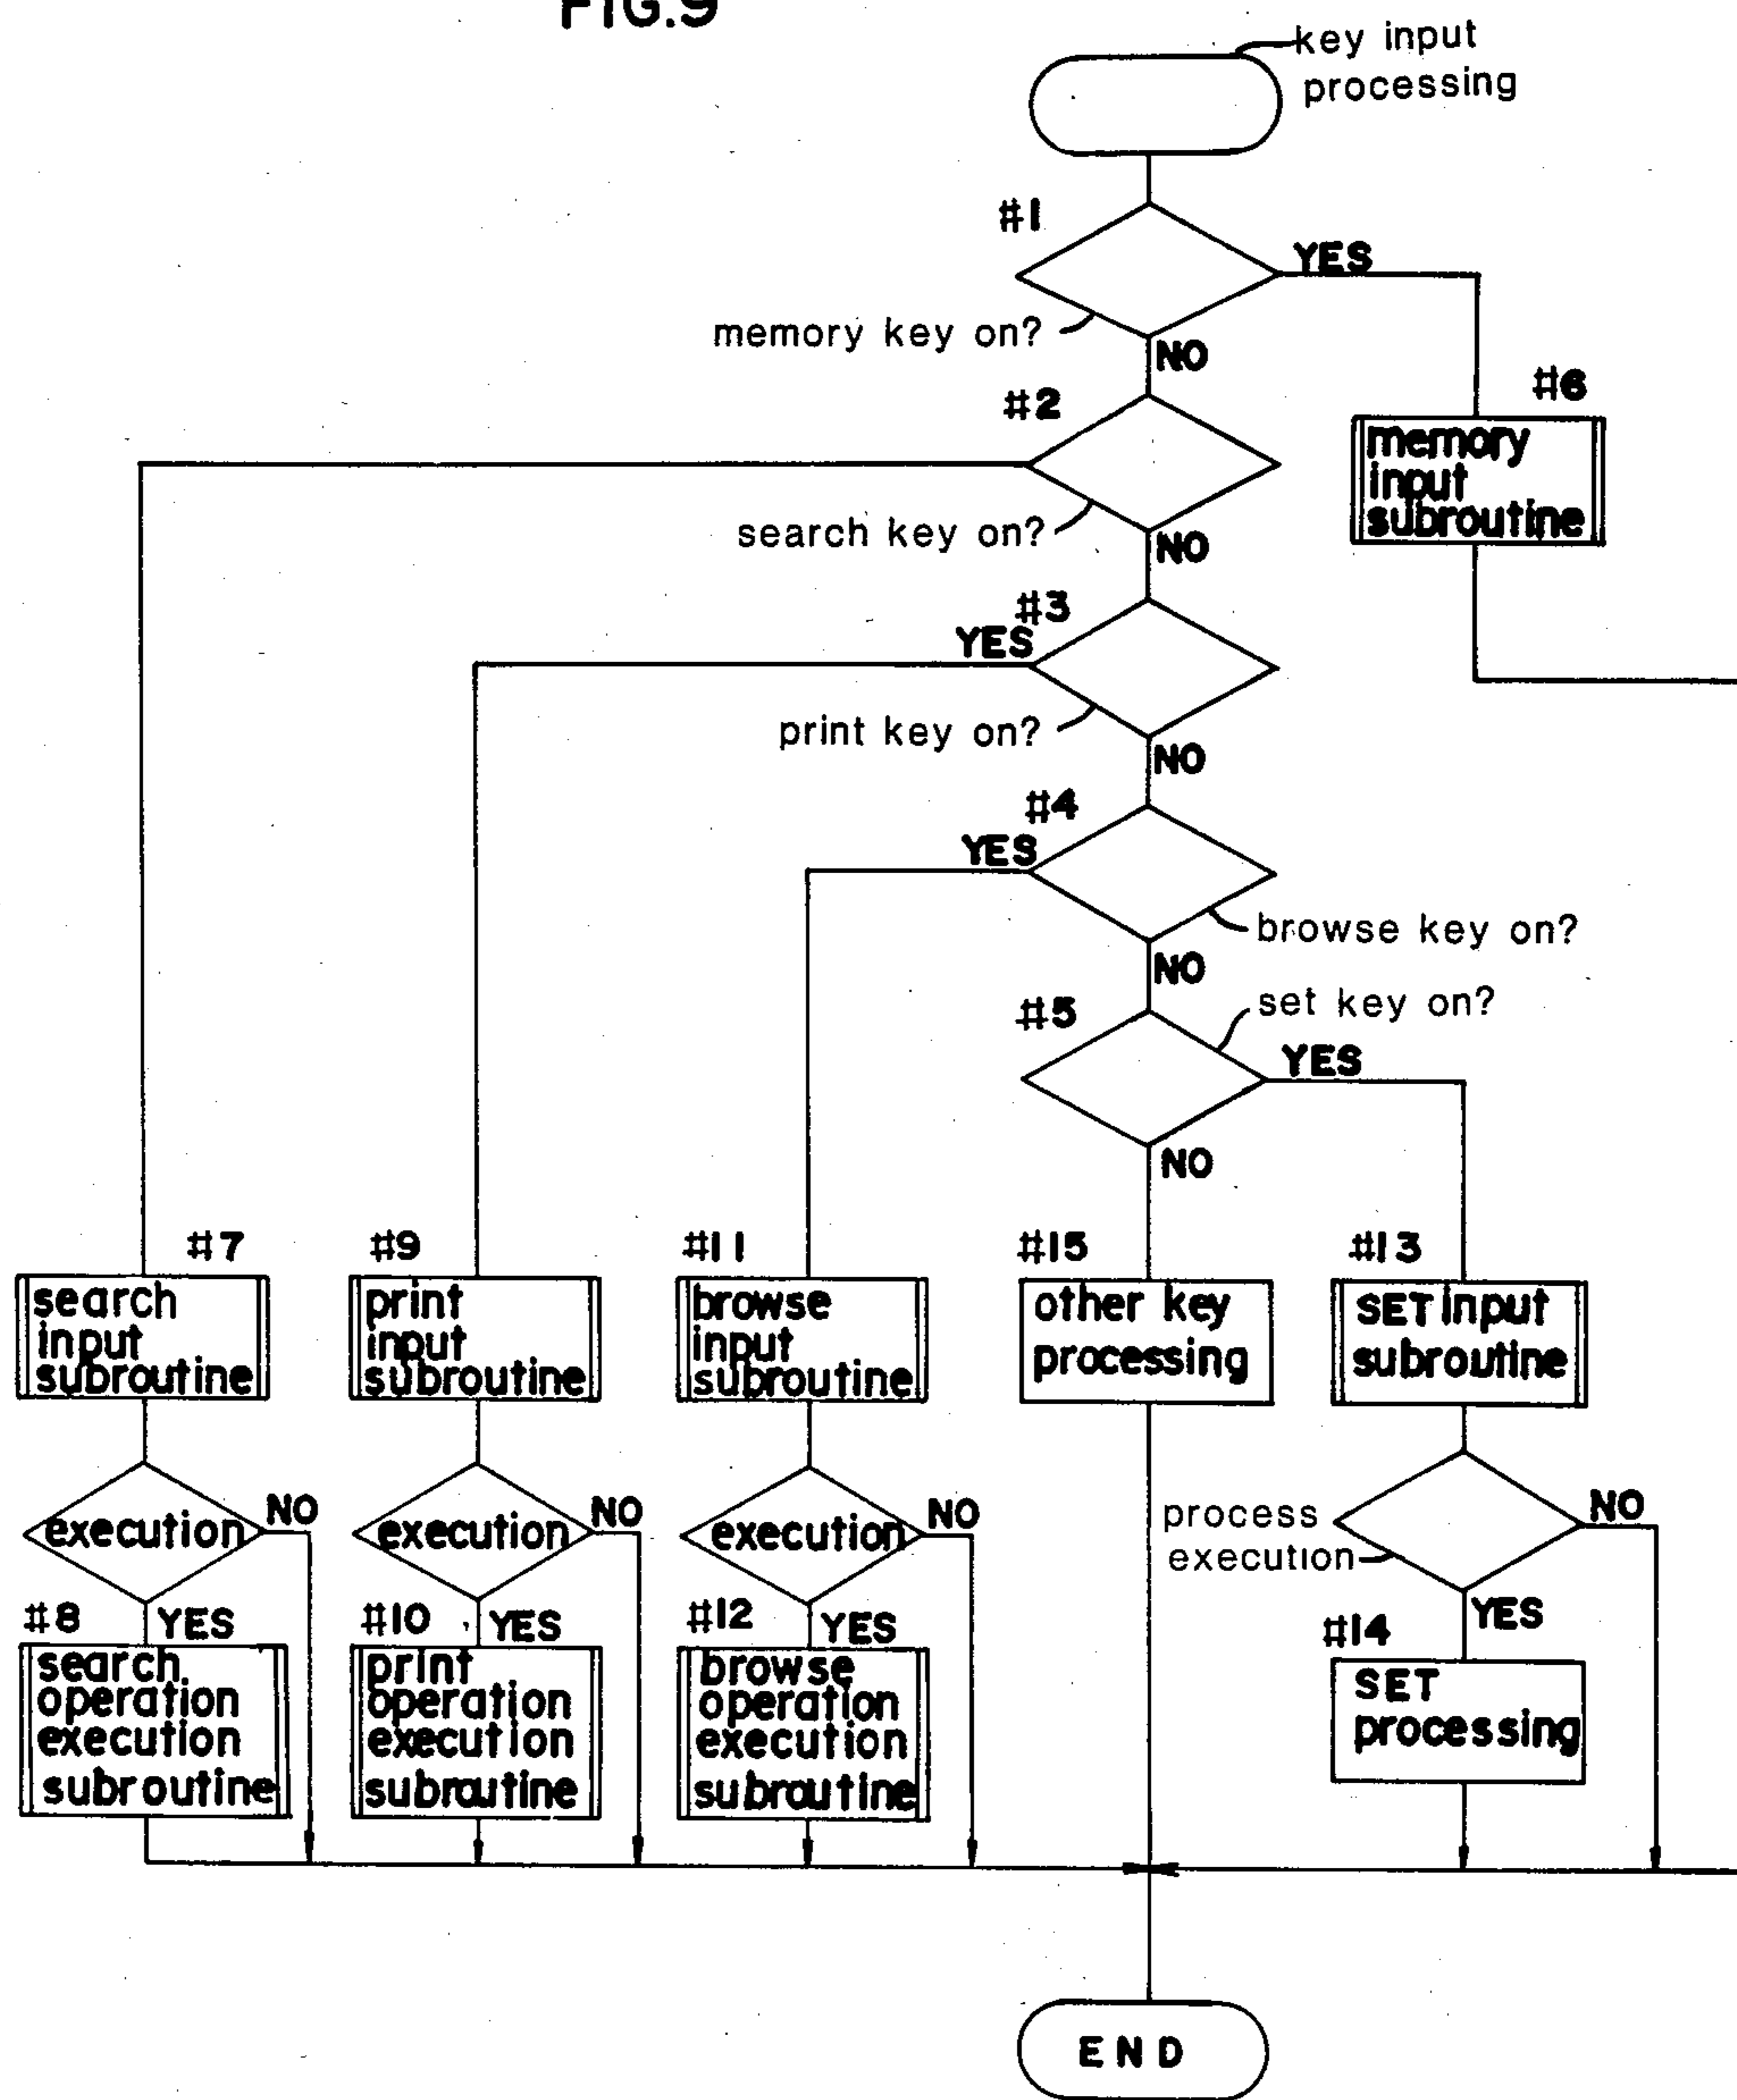 FIG.9
key input
processing
#1
YES
memory key on?
NO
#2
#6
memory
input
subroutine
search key on?
NO
#3
YES
print key on?
NO
#4
YES
browse key on?
NO
#5
set key on?
YES
NO
#7
#9
#11
#15
#13
search
input
subroutine
print
input
subroutine
browse
input
subroutine
other key
processing
SET input
subroutine
execution
NO
execution
NO
execution
NO
process
execution
NO
#8
YES
#10
YES
#12
YES
#14
YES
search
operation
execution
subroutine
print
operation
execution
subroutine
browse
operation
execution
subroutine
SET
processing
END